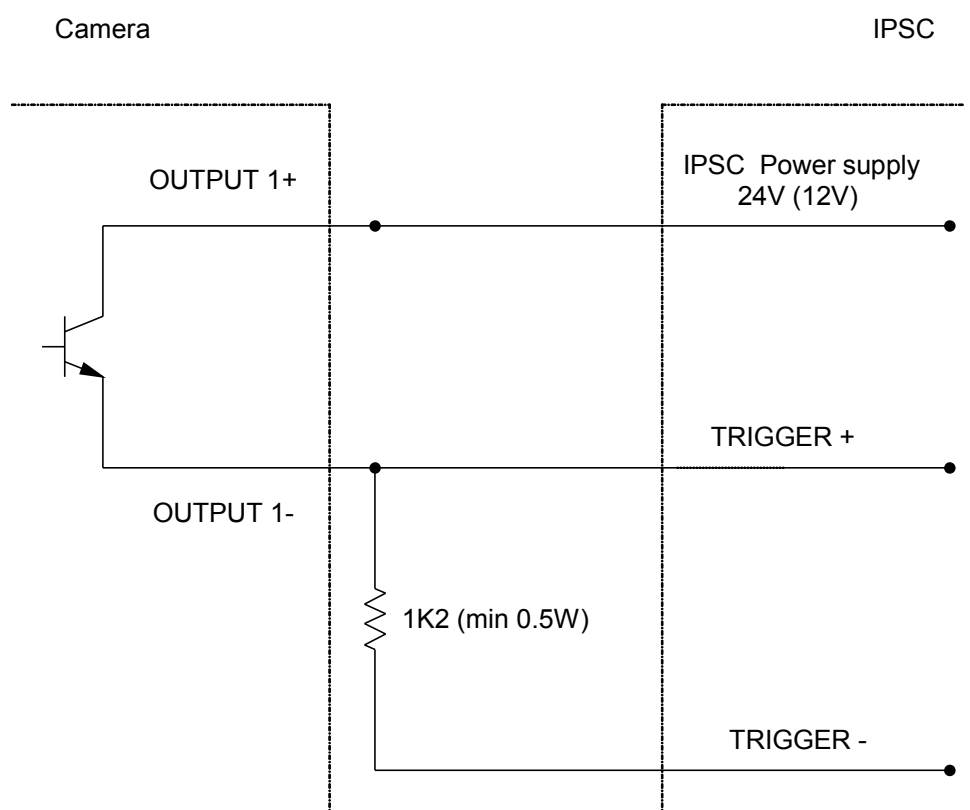 Camera
IPSC
OUTPUT 1+
IPSC Power supply
24V (12V)
TRIGGER +
OUTPUT 1-
1K2 (min 0.5W)
TRIGGER -